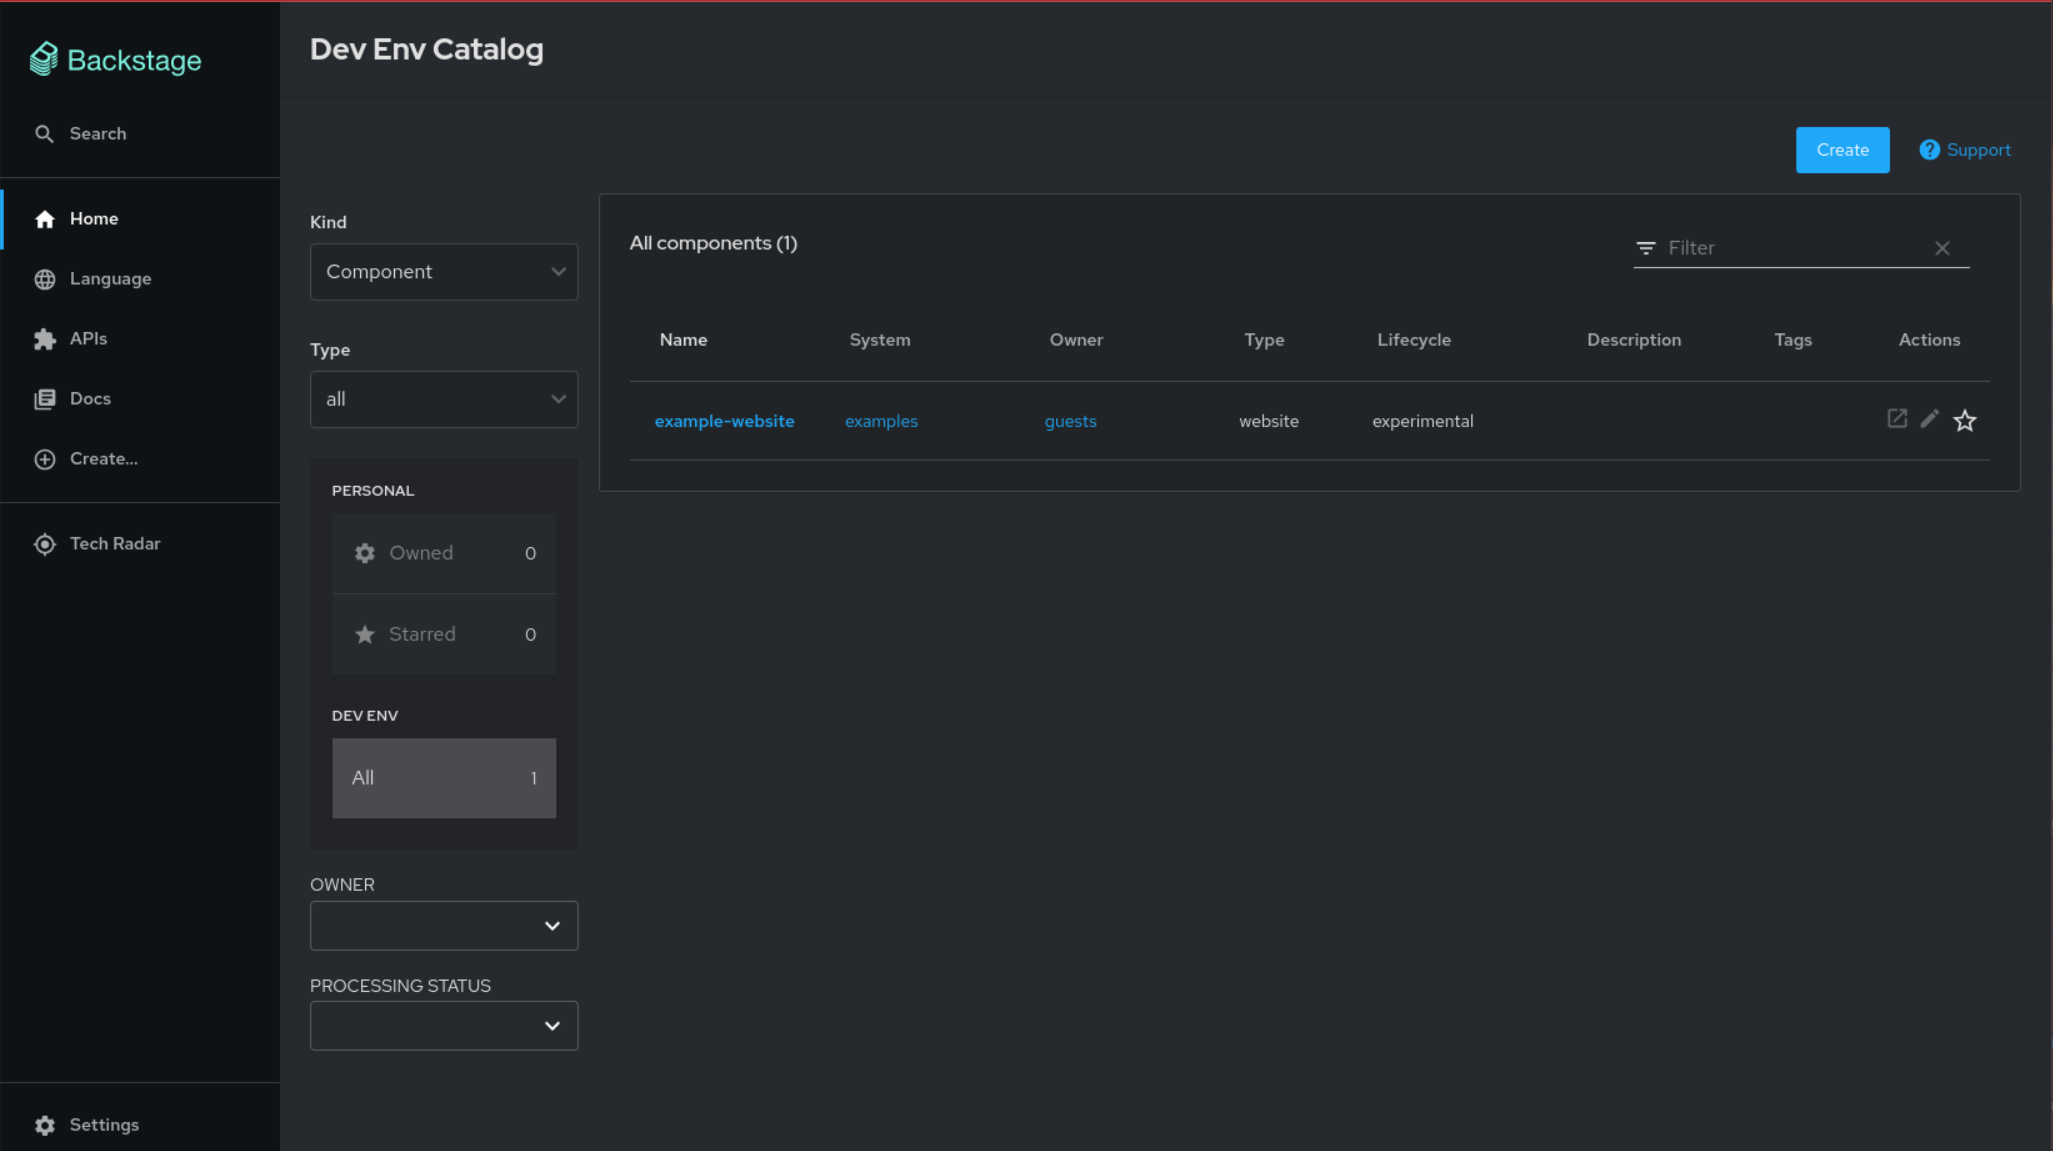 Backstage
Search
Home
Language
APIs
Docs
Create...
Tech Radar
Settings
Dev Env Catalog
Create
Support
Kind
Component
Type
all
PERSONAL
Owned 0
Starred 0
DEV ENV
All 1
OWNER
PROCESSING STATUS
All components (1)
Filter
Name System Owner Type Lifecycle Description Tags Actions
example-website examples guests website experimental